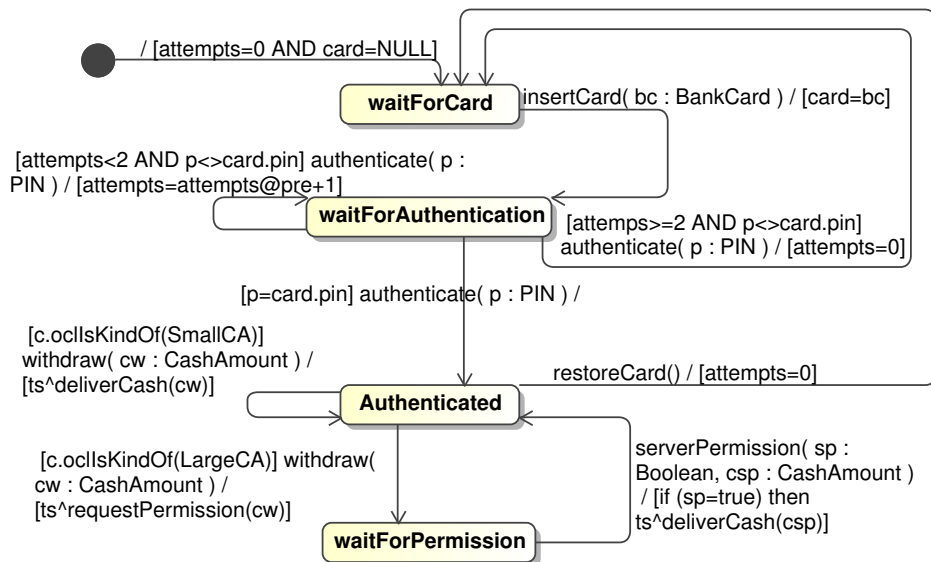 / [attempts=0 AND card=NULL]
waitForCard
insertCard( bc : BankCard ) / [card=bc]
[attempts<2 AND p<>card.pin] authenticate( p :
PIN ) / [attempts=attempts@pre+1]
waitForAuthentication
[attemps>=2 AND p<>card.pin]
authenticate( p : PIN ) / [attempts=0]
[p=card.pin] authenticate( p : PIN ) /
[c.oclIsKindOf(SmallCA)]
withdraw( cw : CashAmount ) /
[ts^deliverCash(cw)]
restoreCard() / [attempts=0]
Authenticated
[c.oclIsKindOf(LargeCA)] withdraw(
cw : CashAmount ) /
[ts^requestPermission(cw)]
serverPermission( sp :
Boolean, csp : CashAmount )
/ [if (sp=true) then
ts^deliverCash(csp)]
waitForPermission